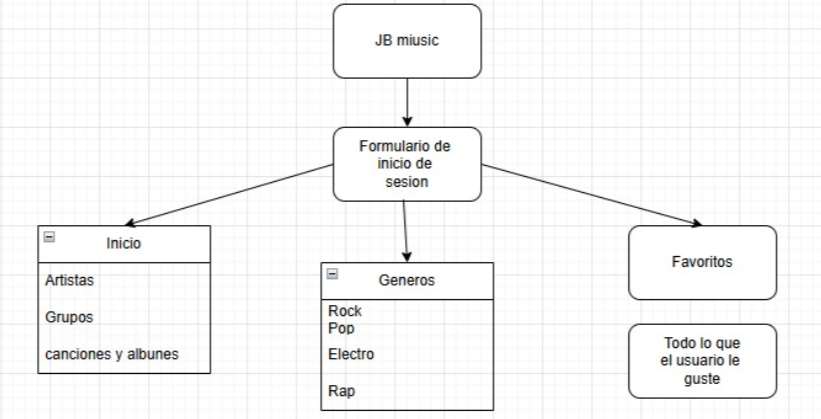 JB miusic
Formulario de
inicio de
sesion
Inicio
Artistas
Grupos
canciones y albunes
Generos
Rock
Pop
Electro
Rap
Favoritos
Todo lo que
el usuario le
guste